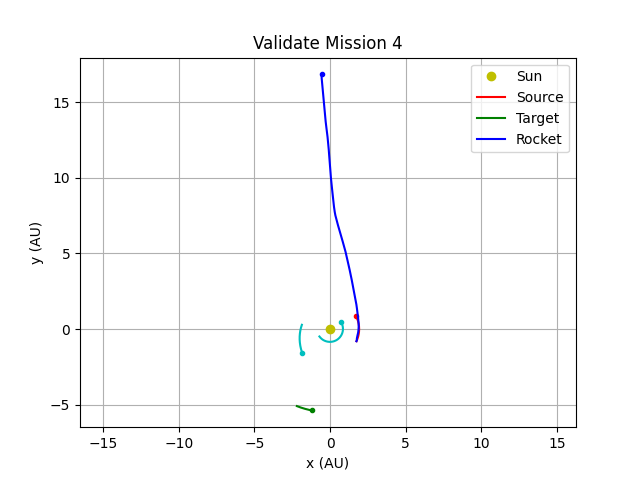 Validate Mission 4
Sun
Source
Target
Rocket
y (AU)
15
10
5
0
−5
−15
−10
−5
0
5
10
15
x (AU)